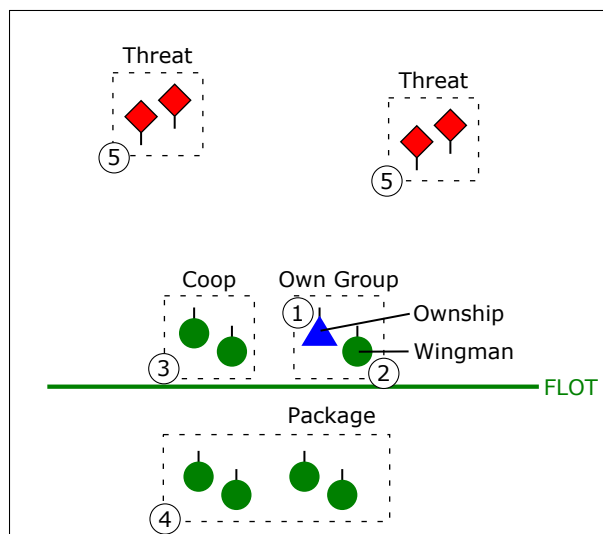 Threat
Threat
5
5
Coop
Own Group
1
Ownship
Wingman
3
2
FLOT
Package
4